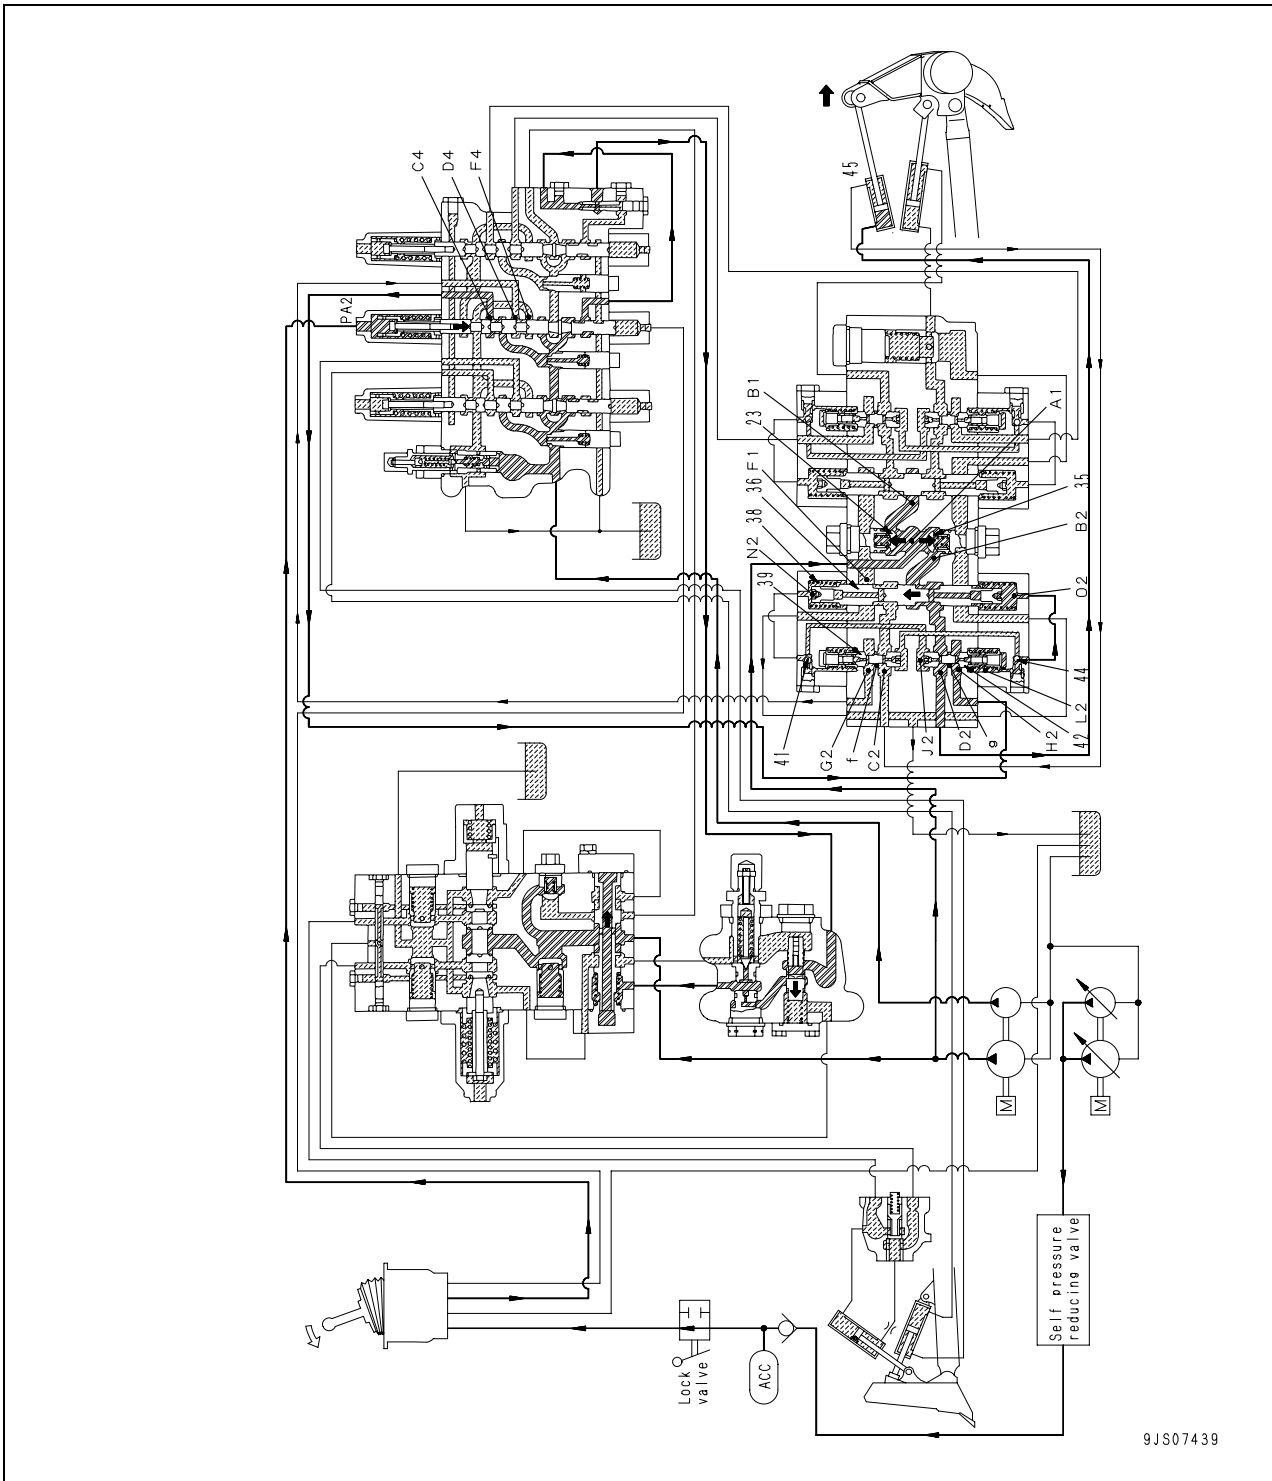 C4
D4
F4
PA2
45
B1
23
F1
36
38
N2
39
A1
35
B2
O2
41
G2
f
C2
J2
D2
g
H2
42
L2
44
M
M
Lock
valve
ACC
Self pressure
reducing valve
9JS07439